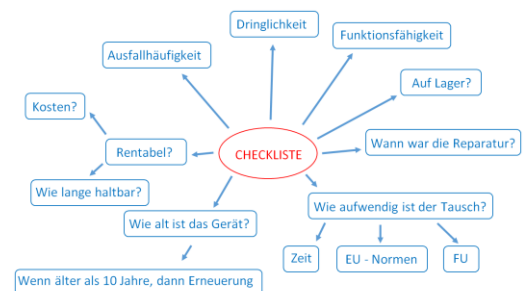 Dringlichkeit
Funktionsfähigkeit
Ausfallhäufigkeit
Auf Lager?
Kosten?
Wann war die Reparatur?
Rentabel?
CHECKLISTE
Wie lange haltbar?
Wie aufwendig ist der Tausch?
Wie alt ist das Gerät?
Zeit
EU - Normen
FU
Wenn älter als 10 Jahre, dann Erneuerung